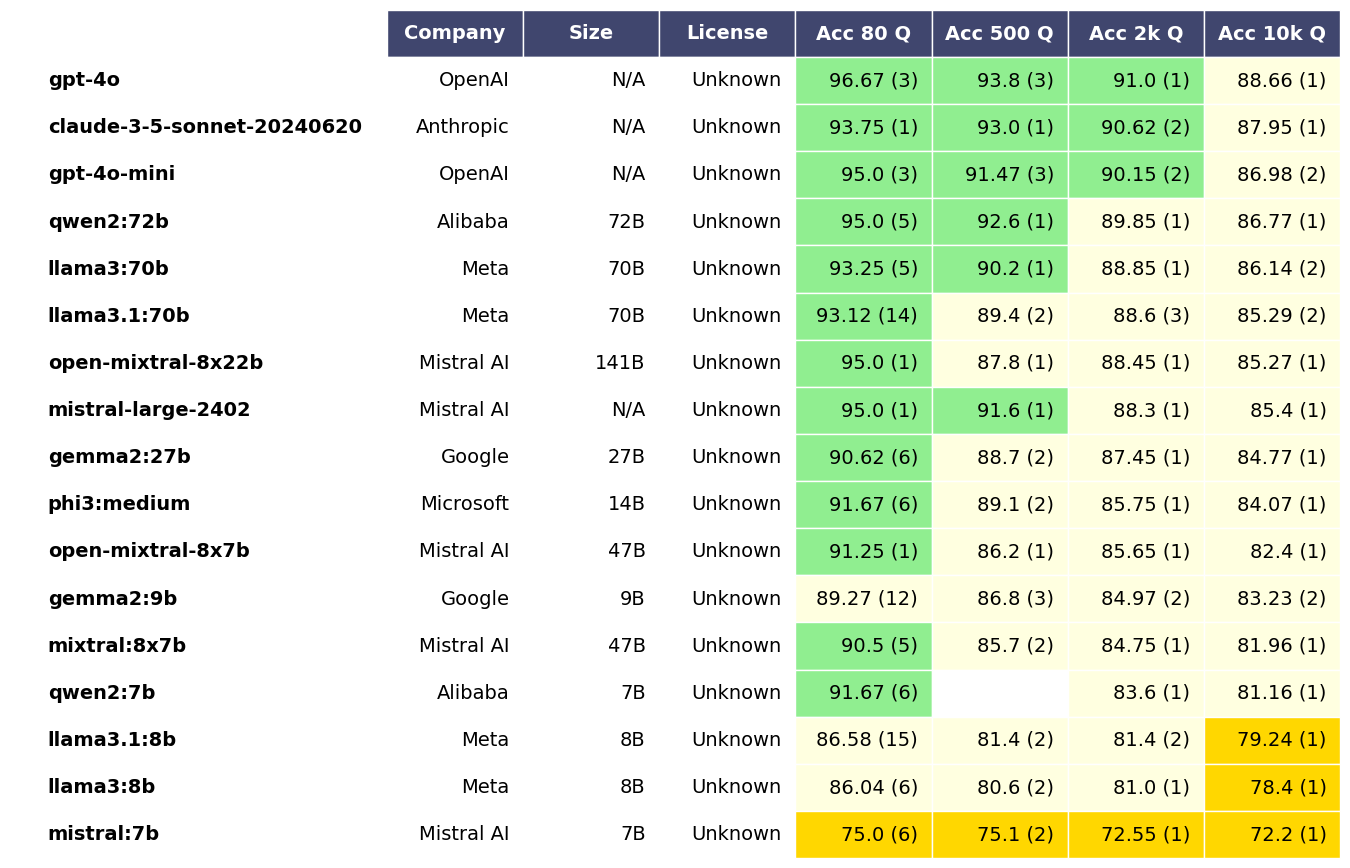 Company Size License Acc 80 Q Acc 500 Q Acc 2k Q Acc 10k Q
gpt-4o OpenAI N/A Unknown 96.67 (3) 93.8 (3) 91.0 (1) 88.66 (1)
claude-3-5-sonnet-20240620 Anthropic N/A Unknown 93.75 (1) 93.0 (1) 90.62 (2) 87.95 (1)
gpt-4o-mini OpenAI N/A Unknown 95.0 (3) 91.47 (3) 90.15 (2) 86.98 (2)
qwen2:72b Alibaba 72B Unknown 95.0 (5) 92.6 (1) 89.85 (1) 86.77 (1)
llama3:70b Meta 70B Unknown 93.25 (5) 90.2 (1) 88.85 (1) 86.14 (2)
llama3.1:70b Meta 70B Unknown 93.12 (14) 89.4 (2) 88.6 (3) 85.29 (2)
open-mixtral-8x22b Mistral AI 141B Unknown 95.0 (1) 87.8 (1) 88.45 (1) 85.27 (1)
mistral-large-2402 Mistral AI N/A Unknown 95.0 (1) 91.6 (1) 88.3 (1) 85.4 (1)
gemma2:27b Google 27B Unknown 90.62 (6) 88.7 (2) 87.45 (1) 84.77 (1)
phi3:medium Microsoft 14B Unknown 91.67 (6) 89.1 (2) 85.75 (1) 84.07 (1)
open-mixtral-8x7b Mistral AI 47B Unknown 91.25 (1) 86.2 (1) 85.65 (1) 82.4 (1)
gemma2:9b Google 9B Unknown 89.27 (12) 86.8 (3) 84.97 (2) 83.23 (2)
mixtral:8x7b Mistral AI 47B Unknown 90.5 (5) 85.7 (2) 84.75 (1) 81.96 (1)
qwen2:7b Alibaba 7B Unknown 91.67 (6) 83.6 (1) 81.16 (1)
llama3.1:8b Meta 8B Unknown 86.58 (15) 81.4 (2) 81.4 (2) 79.24 (1)
llama3:8b Meta 8B Unknown 86.04 (6) 80.6 (2) 81.0 (1) 78.4 (1)
mistral:7b Mistral AI 7B Unknown 75.0 (6) 75.1 (2) 72.55 (1) 72.2 (1)